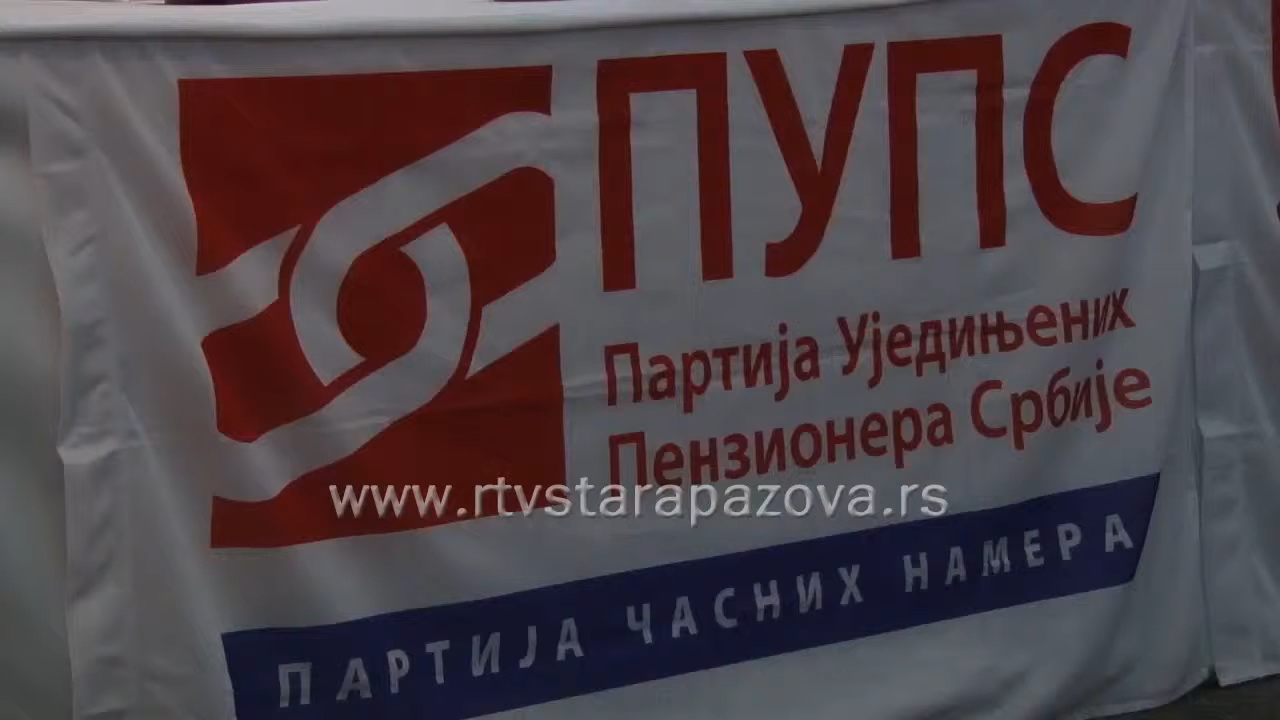 ПУПС
Партија Уједињених
Пензионера Србије
www.rtvstarapazova.rs
ПАРТИЈА ЧАСНИХ НАМЕРА